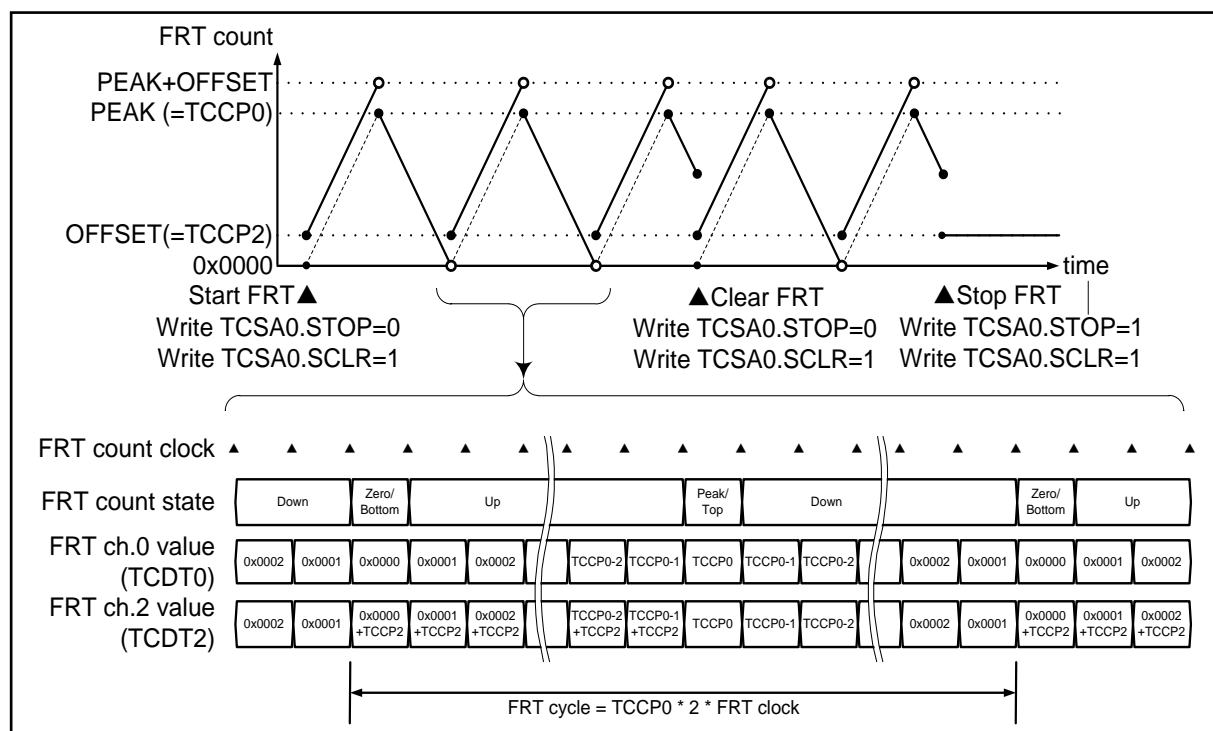 FRT count
PEAK+OFFSET
PEAK (=TCCP0)
OFFSET(=TCCP2)
0x0000
time
Start FRT▲
Write TCSA0.STOP=0
Write TCSA0.SCLR=1
▲Clear FRT
Write TCSA0.STOP=0
Write TCSA0.SCLR=1
▲Stop FRT
Write TCSA0.STOP=1
Write TCSA0.SCLR=1
FRT count clock
FRT count state
Down
Zero/
Bottom
Up
Peak/
Top
Down
Zero/
Bottom
Up
FRT ch.0 value
(TCDT0)
0x0002 0x0001 0x0000 0x0001 0x0002 TCCP0-2 TCCP0-1 TCCP0 TCCP0-1 TCCP0-2 0x0002 0x0001 0x0000 0x0001 0x0002
FRT ch.2 value
(TCDT2)
0x0002 0x0001 0x0000 +TCCP2 0x0001 +TCCP2 0x0002 +TCCP2 TCCP0-2 +TCCP2 TCCP0-1 +TCCP2 TCCP0 TCCP0-1 TCCP0-2 0x0002 0x0001 0x0000 +TCCP2 0x0001 +TCCP2 0x0002 +TCCP2
FRT cycle = TCCP0 * 2 * FRT clock